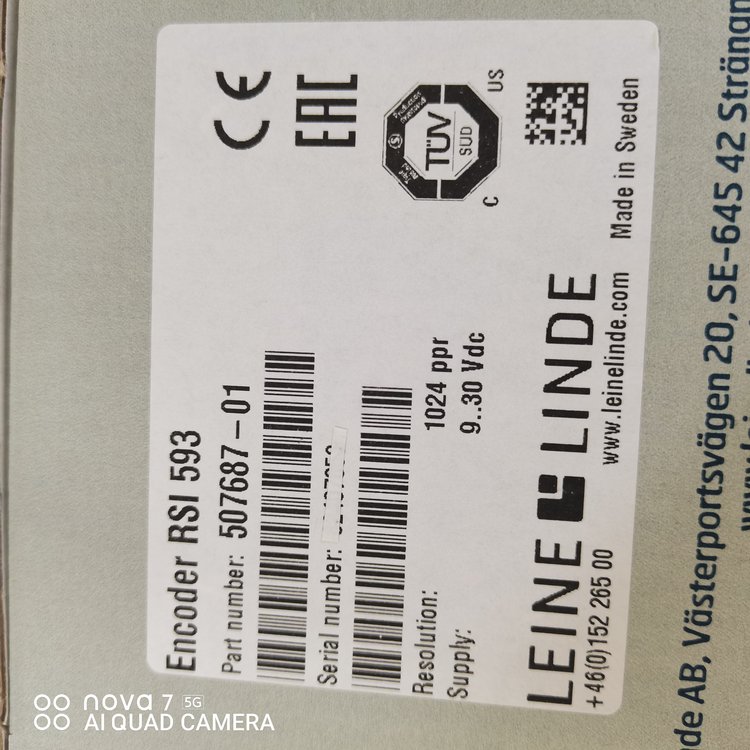 Encoder RSI 593
Part number: 507687-01
Serial number:
Resolution: 1024 ppr
Supply: 9..30 Vdc
LEINE LINDE
+46(0)152 265 00 www.leinelinde.com Made in Sweden
CE
EAC
TÜV
SÜD
C US
de AB, Västerportsvägen 20, SE-645 42 Strängn
nova 7 5G
AI QUAD CAMERA